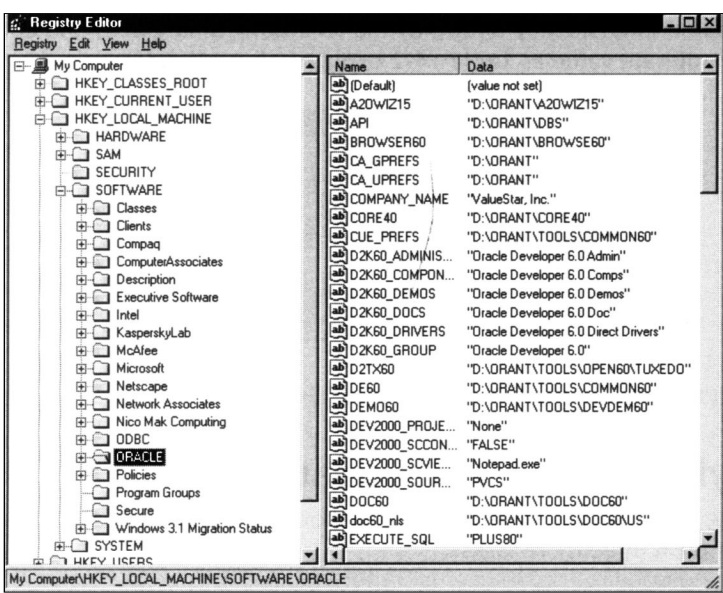 Registry Editor
Registry Edit View Help
My Computer
HKEY_CLASSES_ROOT
HKEY_CURRENT_USER
HKEY_LOCAL_MACHINE
HARDWARE
SAM
SECURITY
SOFTWARE
Classes
Clients
Compaq
ComputerAssociates
Description
Executive Software
Intel
KasperskyLab
McAfee
Microsoft
Netscape
Network Associates
Nico Mak Computing
ODBC
ORACLE
Policies
Program Groups
Secure
Windows 3.1 Migration Status
SYSTEM
HKEY_USERS
Name Data
(Default) (value not set)
A2OWIZ15 "D:\ORANT\A2OWIZ15"
API "D:\ORANT\DBS"
BROWSER60 "D:\ORANT\BROWSE60"
CA_GPREFS "D:\ORANT"
CA_UPREFS "D:\ORANT"
COMPANY_NAME "ValueStar, Inc."
CORE40 "D:\ORANT\CORE40"
CUE_PREFS "D:\ORANT\TOOLS\COMMON60"
D2K60_ADMINIS... "Oracle Developer 6.0 Admin"
D2K60_COMPON... "Oracle Developer 6.0 Comps"
D2K60_DEMOS "Oracle Developer 6.0 Demos"
D2K60_DOCS "Oracle Developer 6.0 Doc"
D2K60_DRIVERS "Oracle Developer 6.0 Direct Drivers"
D2K60_GROUP "Oracle Developer 6.0"
D2TX60 "D:\ORANT\TOOLS\OPEN60\TUXEDO"
DE60 "D:\ORANT\TOOLS\COMMON60"
DEMO60 "D:\ORANT\TOOLS\DEVDEM60"
DEV2000_PROJE... "None"
DEV2000_SCCON... "FALSE"
DEV2000_SCVIE... "Notepad.exe"
DEV2000_SOUR... "PVCS"
DOC60 "D:\ORANT\TOOLS\DOC60"
doc60_nls "D:\ORANT\TOOLS\DOC60\US"
EXECUTE_SQL "PLUS80"
My Computer\HKEY_LOCAL_MACHINE\SOFTWARE\ORACLE